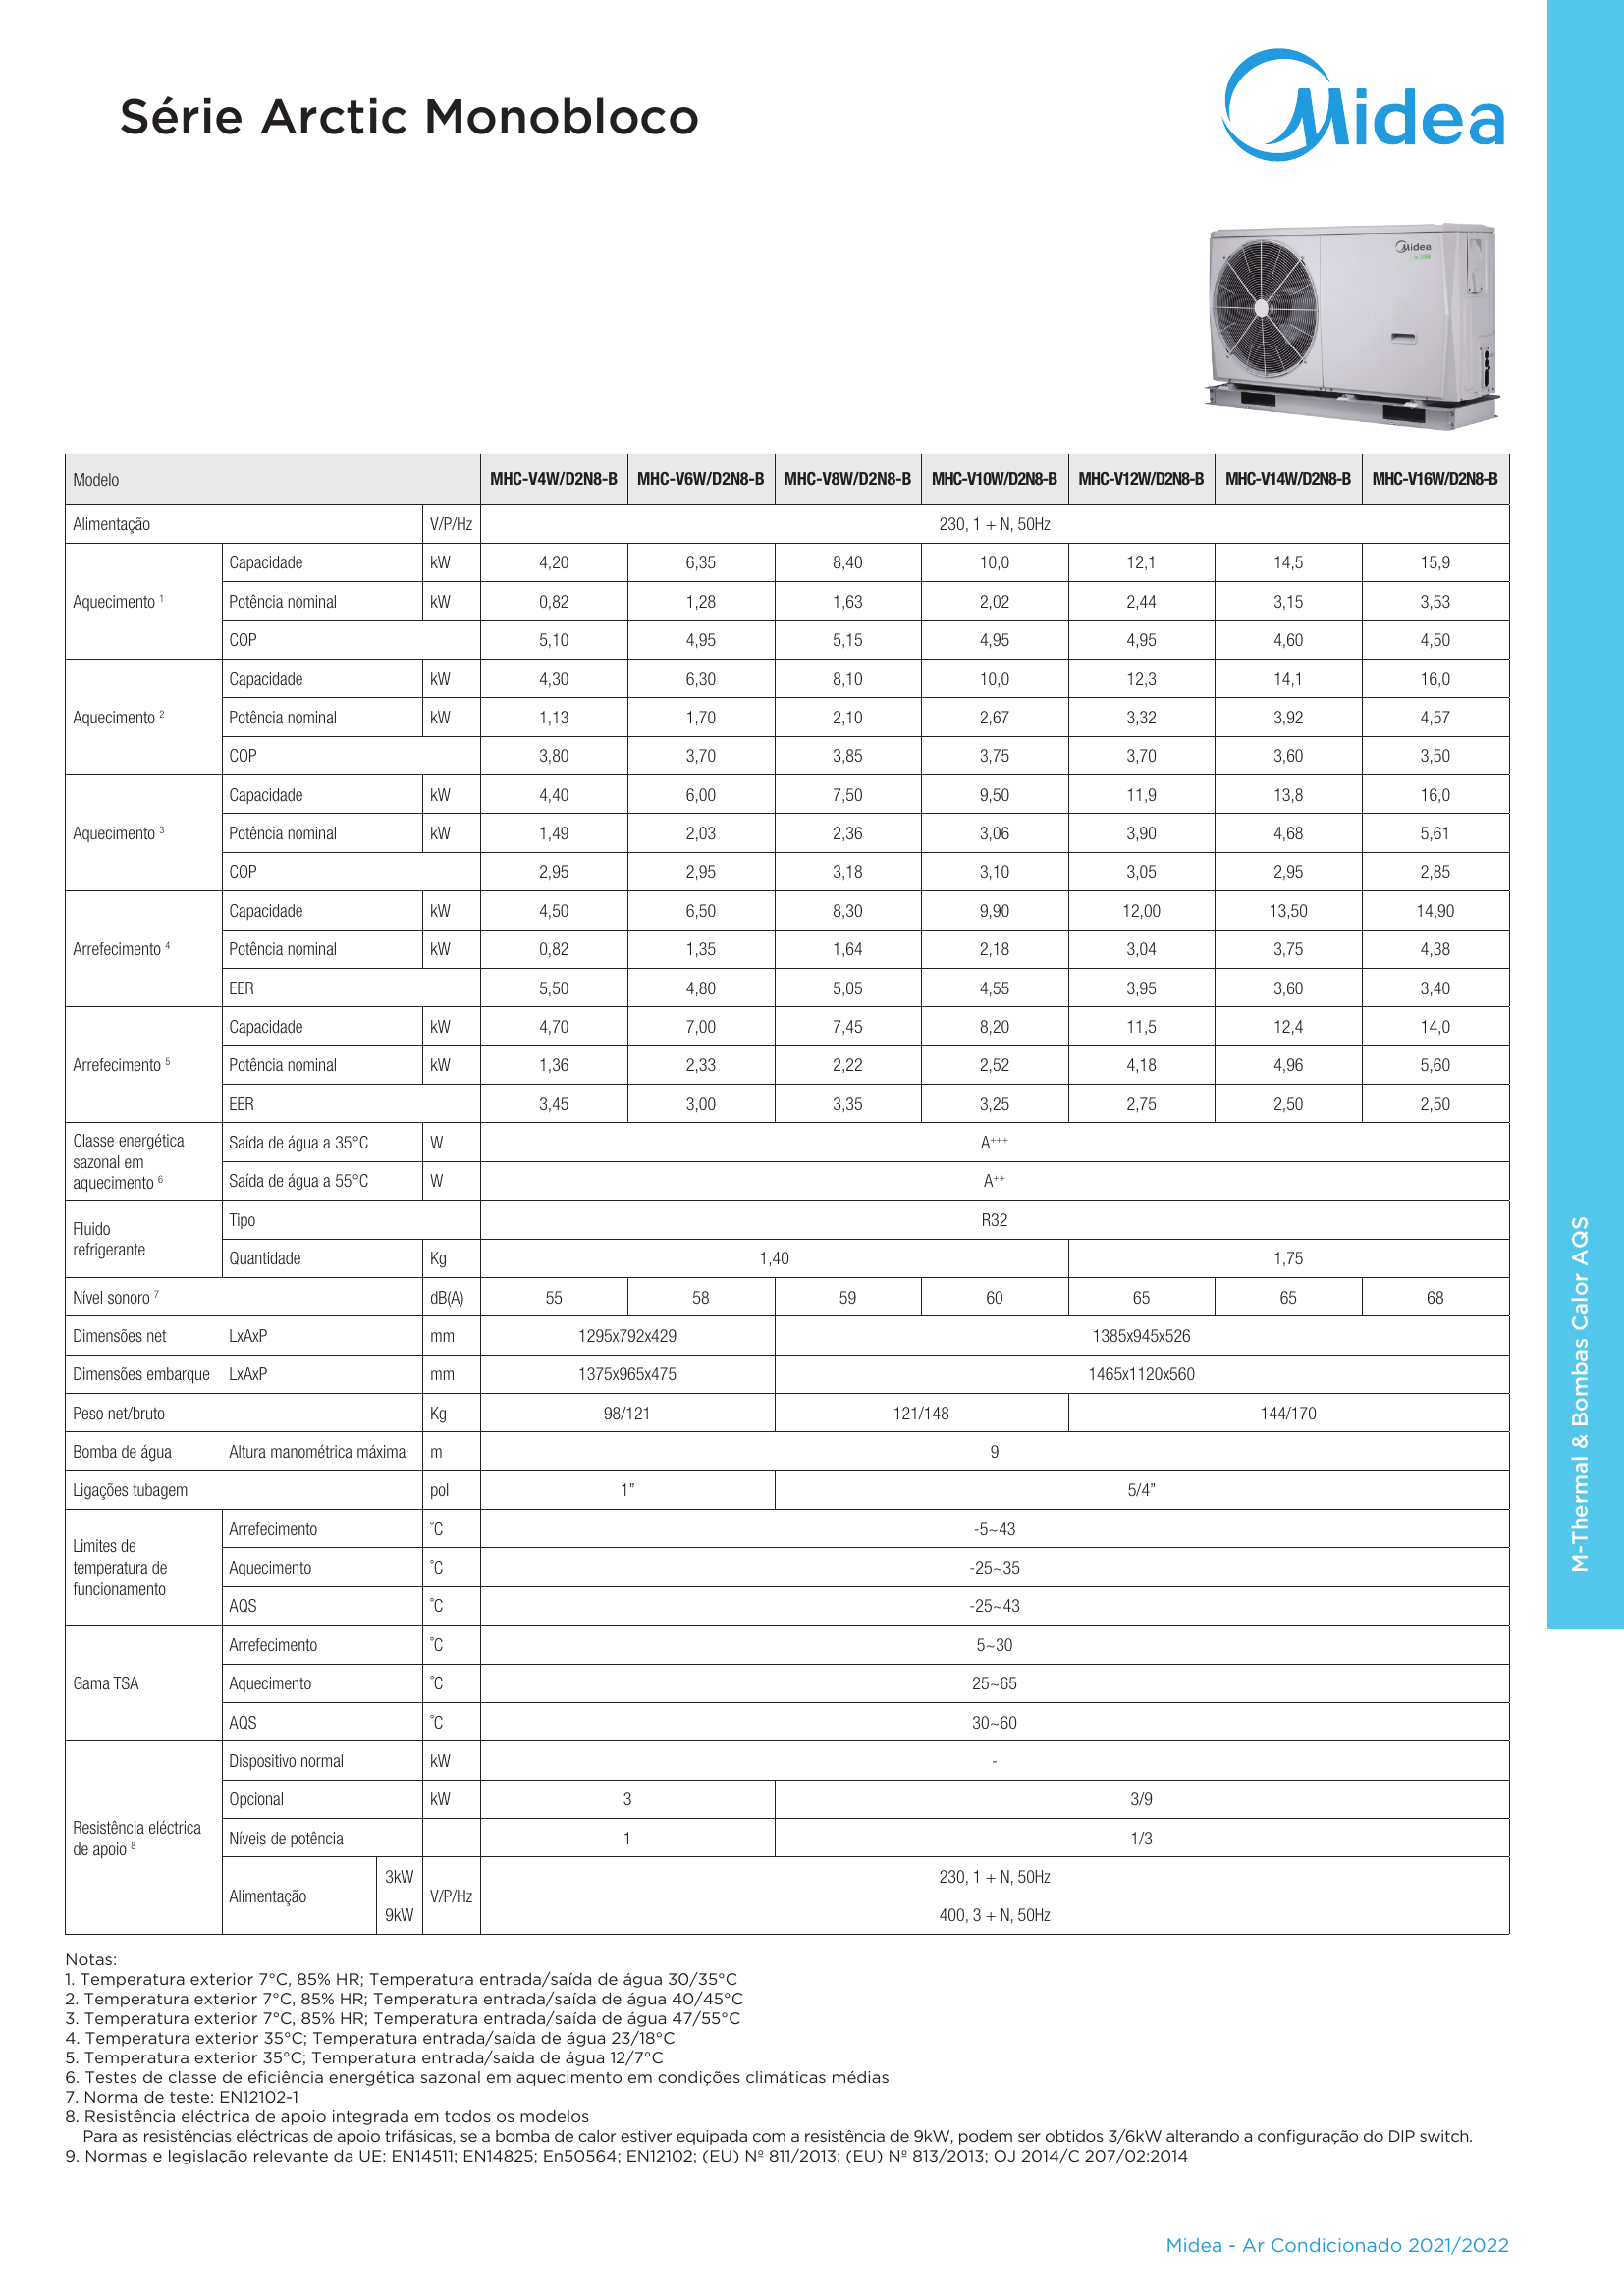 Série Arctic Monobloco
Midea
Midea
Modelo MHC-V4W/D2N8-B MHC-V6W/D2N8-B MHC-V8W/D2N8-B MHC-V10W/D2N8-B MHC-V12W/D2N8-B MHC-V14W/D2N8-B MHC-V16W/D2N8-B
Alimentação V/P/Hz 230, 1 + N, 50Hz
Aquecimento ¹
Capacidade kW 4,20 6,35 8,40 10,0 12,1 14,5 15,9
Potência nominal kW 0,82 1,28 1,63 2,02 2,44 3,15 3,53
COP 5,10 4,95 5,15 4,95 4,95 4,60 4,50
Aquecimento ²
Capacidade kW 4,30 6,30 8,10 10,0 12,3 14,1 16,0
Potência nominal kW 1,13 1,70 2,10 2,67 3,32 3,92 4,57
COP 3,80 3,70 3,85 3,75 3,70 3,60 3,50
Aquecimento ³
Capacidade kW 4,40 6,00 7,50 9,50 11,9 13,8 16,0
Potência nominal kW 1,49 2,03 2,36 3,06 3,90 4,68 5,61
COP 2,95 2,95 3,18 3,10 3,05 2,95 2,85
Arrefecimento ⁴
Capacidade kW 4,50 6,50 8,30 9,90 12,00 13,50 14,90
Potência nominal kW 0,82 1,35 1,64 2,18 3,04 3,75 4,38
EER 5,50 4,80 5,05 4,55 3,95 3,60 3,40
Arrefecimento ⁵
Capacidade kW 4,70 7,00 7,45 8,20 11,5 12,4 14,0
Potência nominal kW 1,36 2,33 2,22 2,52 4,18 4,96 5,60
EER 3,45 3,00 3,35 3,25 2,75 2,50 2,50
Classe energética
sazonal em
aquecimento ⁶
Saída de água a 35°C W A⁺⁺⁺
Saída de água a 55°C W A⁺⁺
Fluido
refrigerante
Tipo R32
Quantidade Kg 1,40 1,75
Nível sonoro ⁷ dB(A) 55 58 59 60 65 65 68
Dimensões net LxAxP mm 1295x792x429 1385x945x526
Dimensões embarque LxAxP mm 1375x965x475 1465x1120x560
Peso net/bruto Kg 98/121 121/148 144/170
Bomba de água Altura manométrica máxima m 9
Ligações tubagem pol 1” 5/4”
Limites de
temperatura de
funcionamento
Arrefecimento °C -5~43
Aquecimento °C -25~35
AQS °C -25~43
Gama TSA
Arrefecimento °C 5~30
Aquecimento °C 25~65
AQS °C 30~60
Resistência eléctrica
de apoio ⁸
Dispositivo normal kW -
Opcional kW 3 3/9
Níveis de potência 1 1/3
Alimentação V/P/Hz
3kW 230, 1 + N, 50Hz
9kW 400, 3 + N, 50Hz
Notas:
1. Temperatura exterior 7°C, 85% HR; Temperatura entrada/saída de água 30/35°C
2. Temperatura exterior 7°C, 85% HR; Temperatura entrada/saída de água 40/45°C
3. Temperatura exterior 7°C, 85% HR; Temperatura entrada/saída de água 47/55°C
4. Temperatura exterior 35°C; Temperatura entrada/saída de água 23/18°C
5. Temperatura exterior 35°C; Temperatura entrada/saída de água 12/7°C
6. Testes de classe de eficiência energética sazonal em aquecimento em condições climáticas médias
7. Norma de teste: EN12102-1
8. Resistência eléctrica de apoio integrada em todos os modelos
Para as resistências eléctricas de apoio trifásicas, se a bomba de calor estiver equipada com a resistência de 9kW, podem ser obtidos 3/6kW alterando a configuração do DIP switch.
9. Normas e legislação relevante da UE: EN14511; EN14825; En50564; EN12102; (EU) Nº 811/2013; (EU) Nº 813/2013; OJ 2014/C 207/02:2014
M-Thermal & Bombas Calor AQS
Midea - Ar Condicionado 2021/2022